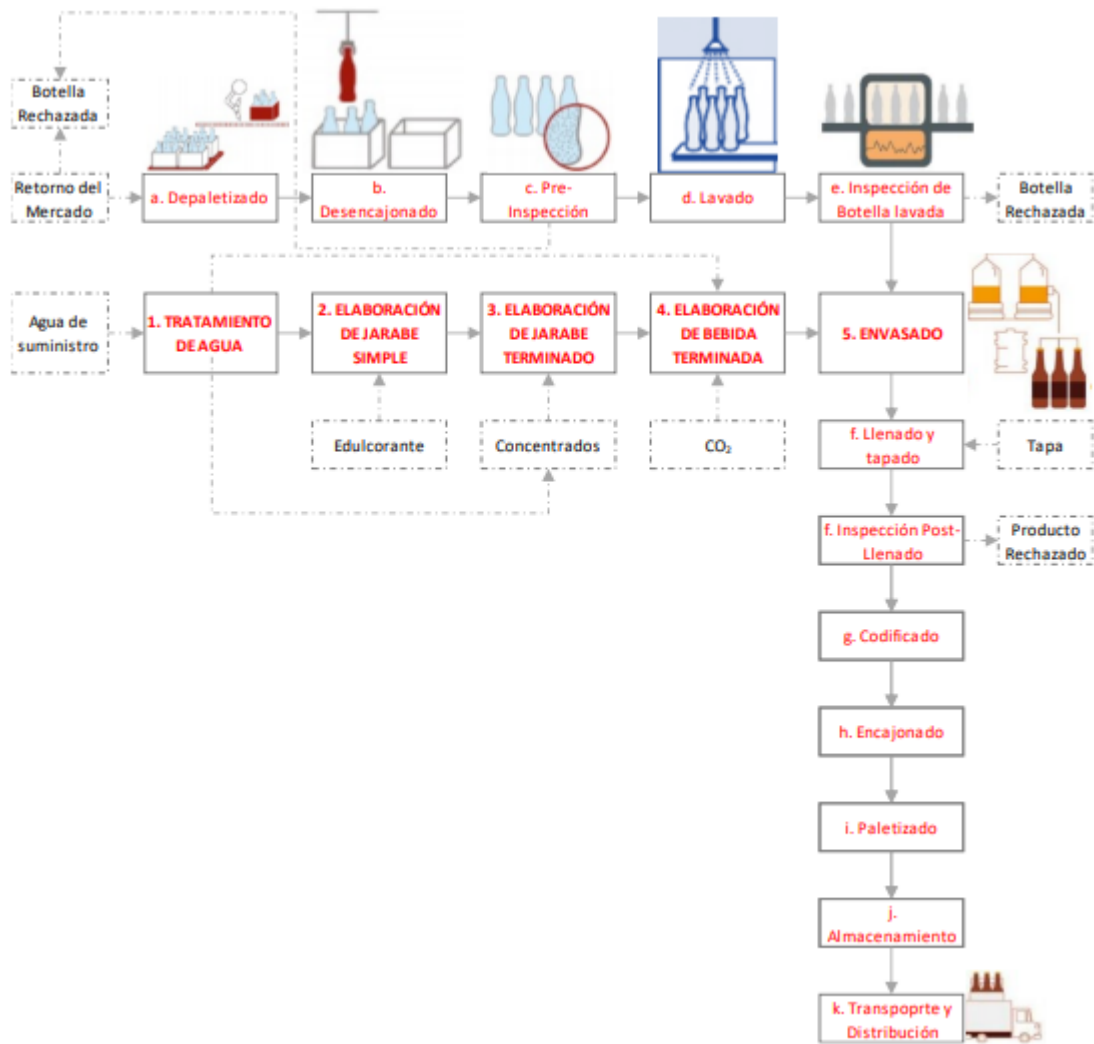 Botella
Rechazada
Retorno del
Mercado
a. Depaletizado
b.
Desencajonado
c. Pre-
Inspección
d. Lavado
e. Inspección de
Botella lavada
Botella
Rechazada
Agua de
suministro
1. TRATAMIENTO
DE AGUA
2. ELABORACIÓN
DE JARABE
SIMPLE
3. ELABORACIÓN
DE JARABE
TERMINADO
4. ELABORACIÓN
DE BEBIDA
TERMINADA
5. ENVASADO
Edulcorante
Concentrados
CO₂
f. Llenado y
tapado
Tapa
f. Inspección Post-
Llenado
Producto
Rechazado
g. Codificado
h. Encajonado
i. Paletizado
j.
Almacenamiento
k. Transpoprte y
Distribución